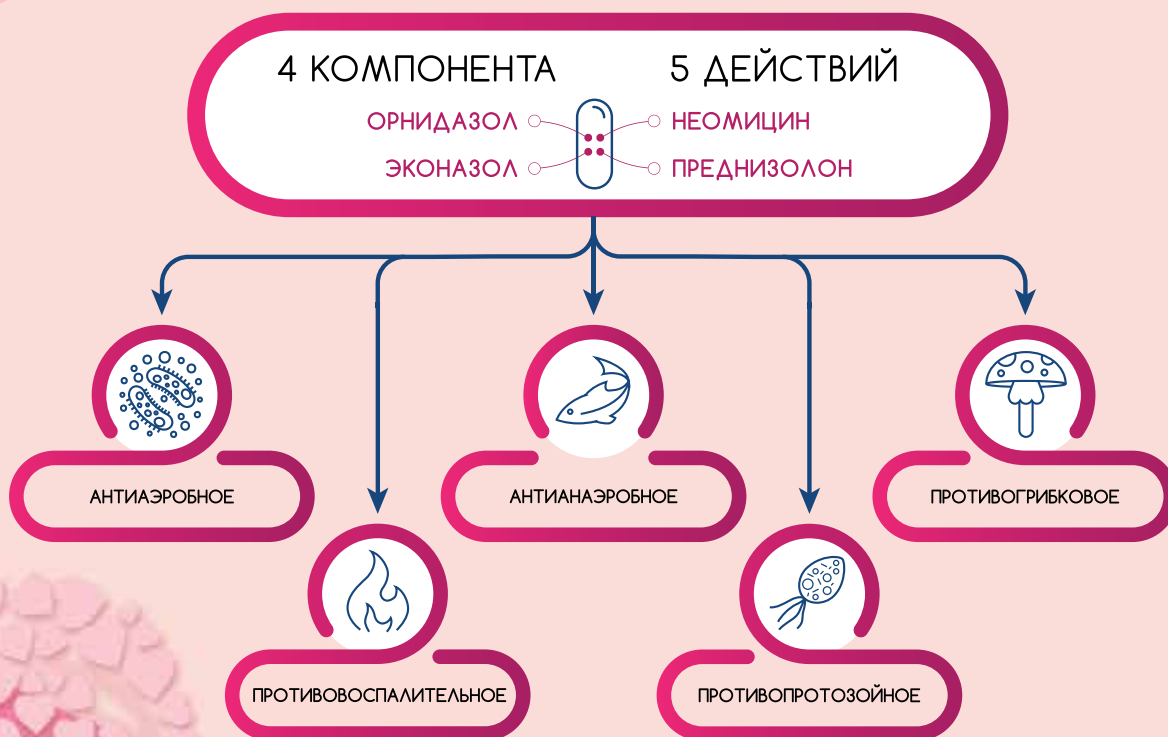 4 КОМПОНЕНТА
5 ДЕЙСТВИЙ
ОРНИДАЗОЛ
НЕОМИЦИН
ЭКОНАЗОЛ
ПРЕДНИЗОЛОН
АНТИАЭРОБНОЕ
АНТИАНАЭРОБНОЕ
ПРОТИВОГРИБКОВОЕ
ПРОТИВОВОСПАЛИТЕЛЬНОЕ
ПРОТИВОПРОТОЗОЙНОЕ